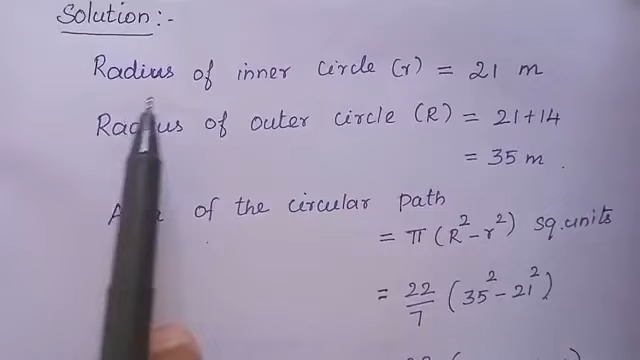 Solution:-
Radius of inner circle (r) = 21 m
Radius of outer circle (R) = 21+14
= 35 m.
of the circular path
= π(R²-r²) sq.units
= 22/7 (35²-21²)